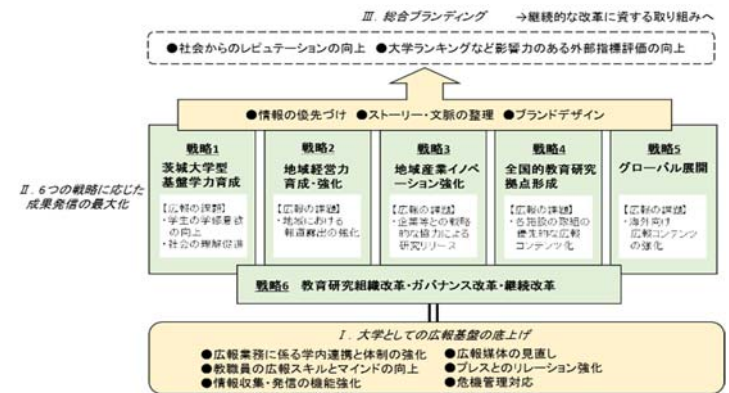 Ⅲ. 総合ブランディング　→継続的な改革に資する取り組みへ
●社会からのレピュテーションの向上 ●大学ランキングなど影響力のある外部指標評価の向上
●情報の優先づけ ●ストーリー・文脈の整理 ●ブランドデザイン
Ⅱ. 6つの戦略に応じた
成果発信の最大化
戦略1
茨城大学型
基盤学力育成
【広報の課題】
・学生の学修意欲
の向上
・社会の理解促進
戦略2
地域経営力
育成・強化
【広報の課題】
・地域における
報道露出の強化
戦略3
地域産業イノベ
ーション強化
【広報の課題】
・企業等との戦略
的な協力による
研究リリース
戦略4
全国的教育研究
拠点形成
【広報の課題】
・各施設の取組の
優先的な広報
コンテンツ化
戦略5
グローバル展開
【広報の課題】
・海外向け
広報コンテンツ
の強化
戦略6　教育研究組織改革・ガバナンス改革・継続改革
Ⅰ. 大学としての広報基盤の底上げ
●広報業務に係る学内連携と体制の強化
●教職員の広報スキルとマインドの向上
●情報収集・発信の機能強化
●広報媒体の見直し
●プレスとのリレーション強化
●危機管理対応